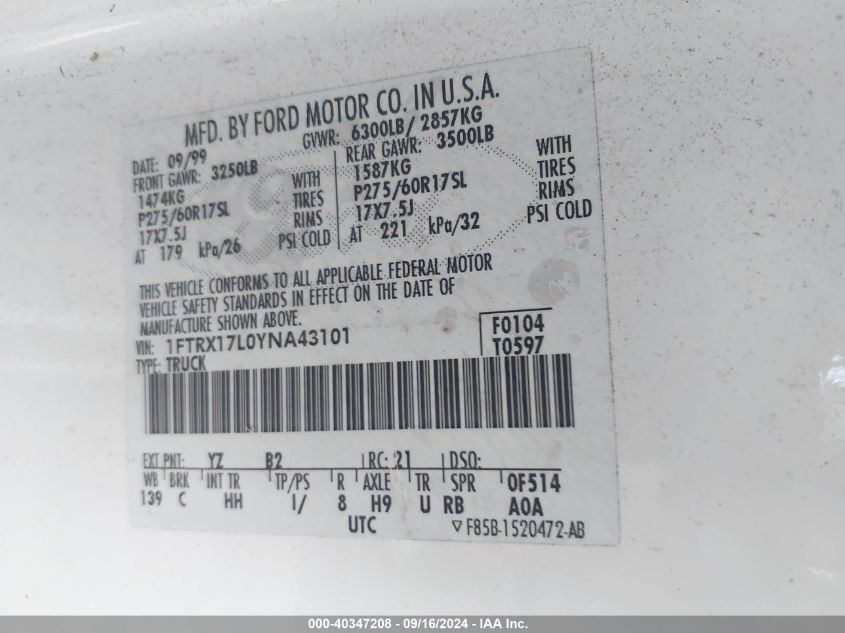 MFD. BY FORD MOTOR CO. IN U.S.A.
DATE: 09/99 GVWR: 6300LB/ 2857KG
FRONT GAWR: 3250LB REAR GAWR: 3500LB
1474KG WITH 1587KG WITH
P275/60R17SL TIRES P275/60R17SL TIRES
17X7.5J RIMS 17X7.5J RIMS
AT 179 kPa/26 PSI COLD AT 221 kPa/32 PSI COLD
THIS VEHICLE CONFORMS TO ALL APPLICABLE FEDERAL MOTOR
VEHICLE SAFETY STANDARDS IN EFFECT ON THE DATE OF
MANUFACTURE SHOWN ABOVE.
VIN: 1FTRX17L0YNA43101 F0104
TYPE: TRUCK T0597
EXT PNT: YZ B2 RC: 21 DSO:
WB BRK INT TR TP/PS R AXLE TR SPR 0F514
139 C HH I/ 8 H9 U RB A0A
UTC ▽F85B-1520472-AB
000-40347208 - 09/16/2024 - IAA Inc.